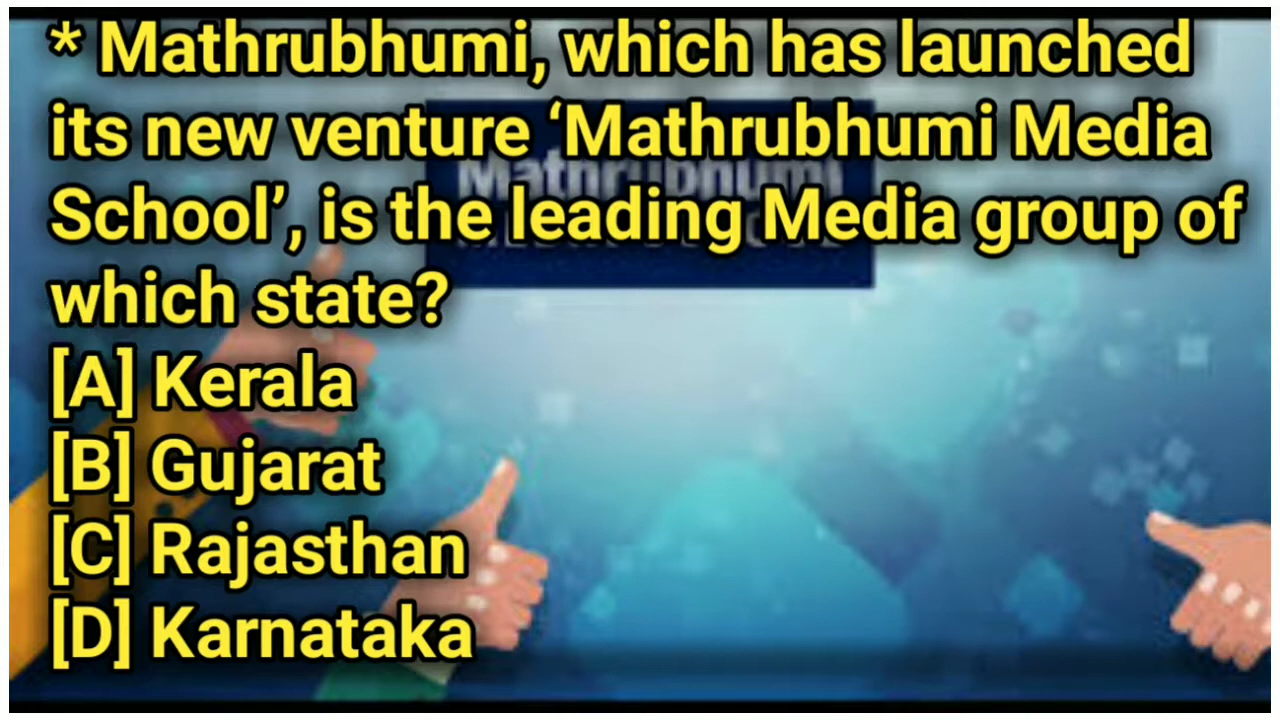 * Mathrubhumi, which has launched
its new venture ‘Mathrubhumi Media
School’, is the leading Media group of
which state?
[A] Kerala
[B] Gujarat
[C] Rajasthan
[D] Karnataka
Mathrubhumi